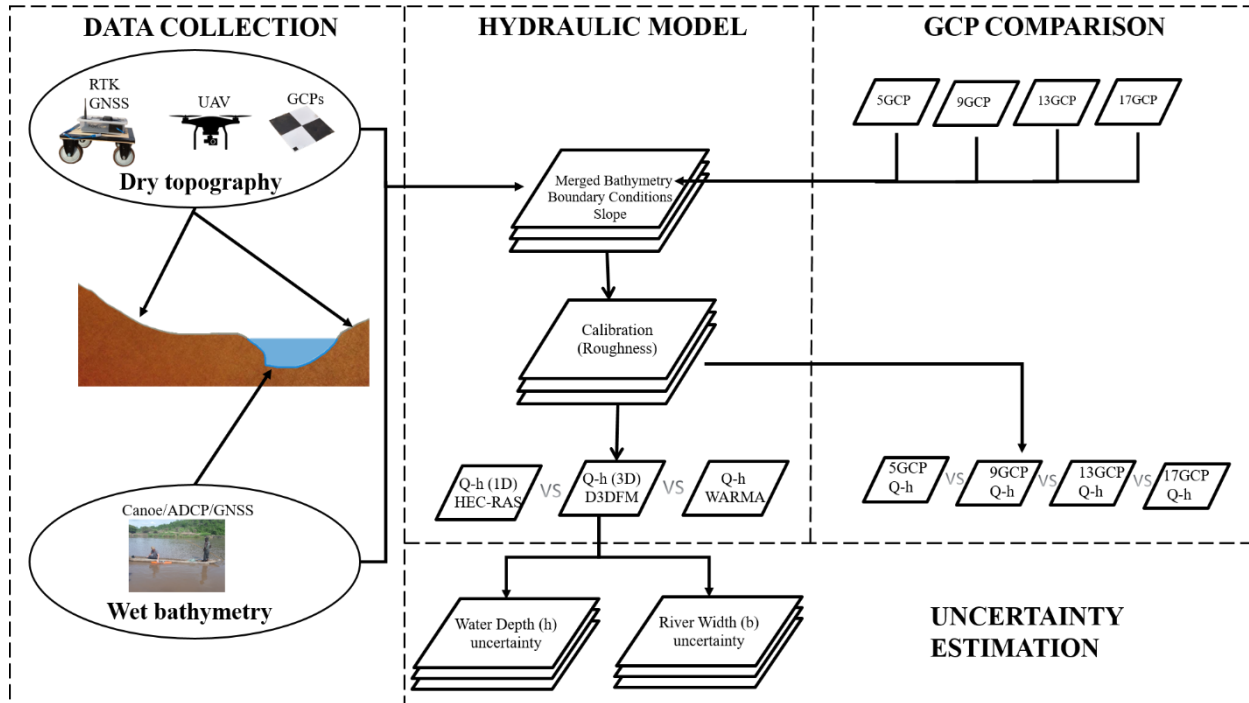 DATA COLLECTION
RTK
GNSS
UAV
GCPs
Dry topography
Canoe/ADCP/GNSS
Wet bathymetry
HYDRAULIC MODEL
Merged Bathymetry
Boundary Conditions
Slope
Calibration
(Roughness)
Q-h (1D)
HEC-RAS
VS
Q-h (3D)
D3DFM
VS
Q-h
WARMA
GCP COMPARISON
5GCP
9GCP
13GCP
17GCP
5GCP
Q-h
VS
9GCP
Q-h
VS
13GCP
Q-h
VS
17GCP
Q-h
Water Depth (h)
uncertainty
River Width (b)
uncertainty
UNCERTAINTY
ESTIMATION